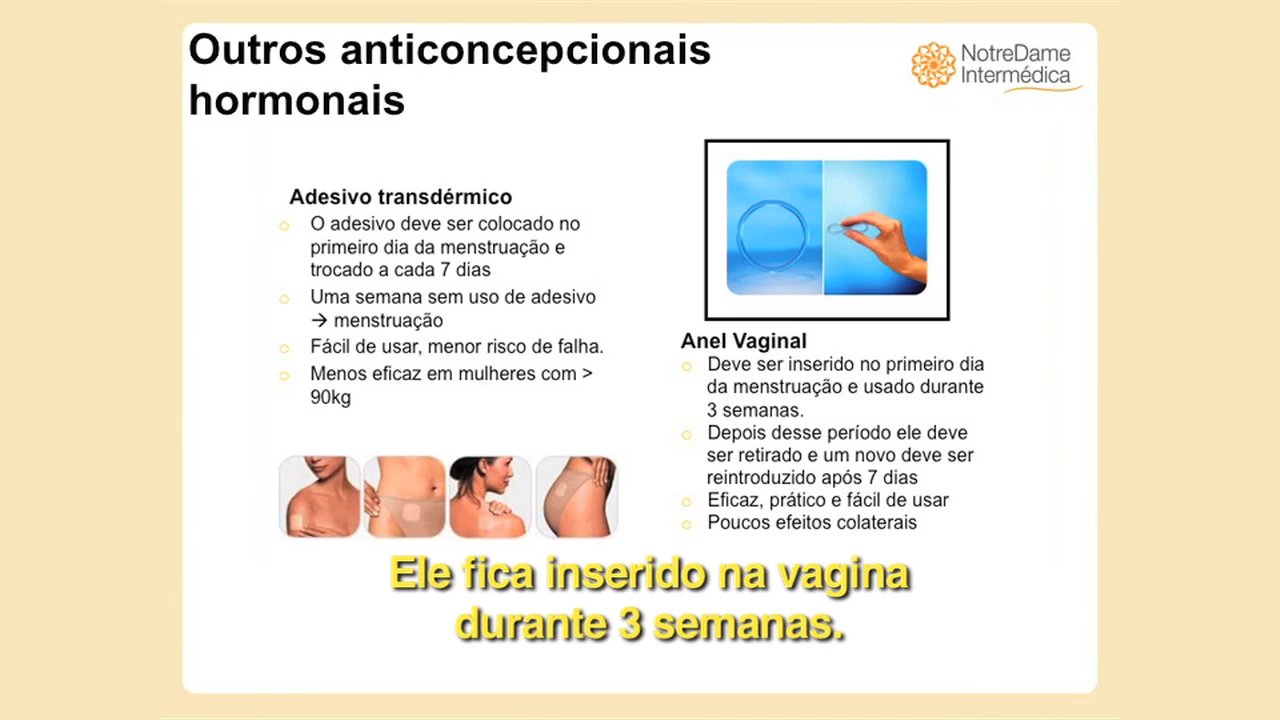 Outros anticoncepcionais
hormonais
NotreDame
Intermédica
Adesivo transdérmico
O adesivo deve ser colocado no
primeiro dia da menstruação e
trocado a cada 7 dias
Uma semana sem uso de adesivo
→ menstruação
Fácil de usar, menor risco de falha.
Menos eficaz em mulheres com >
90kg
Anel Vaginal
Deve ser inserido no primeiro dia
da menstruação e usado durante
3 semanas.
Depois desse período ele deve
ser retirado e um novo deve ser
reintroduzido após 7 dias
Eficaz, prático e fácil de usar
Poucos efeitos colaterais
Ele fica inserido na vagina
durante 3 semanas.